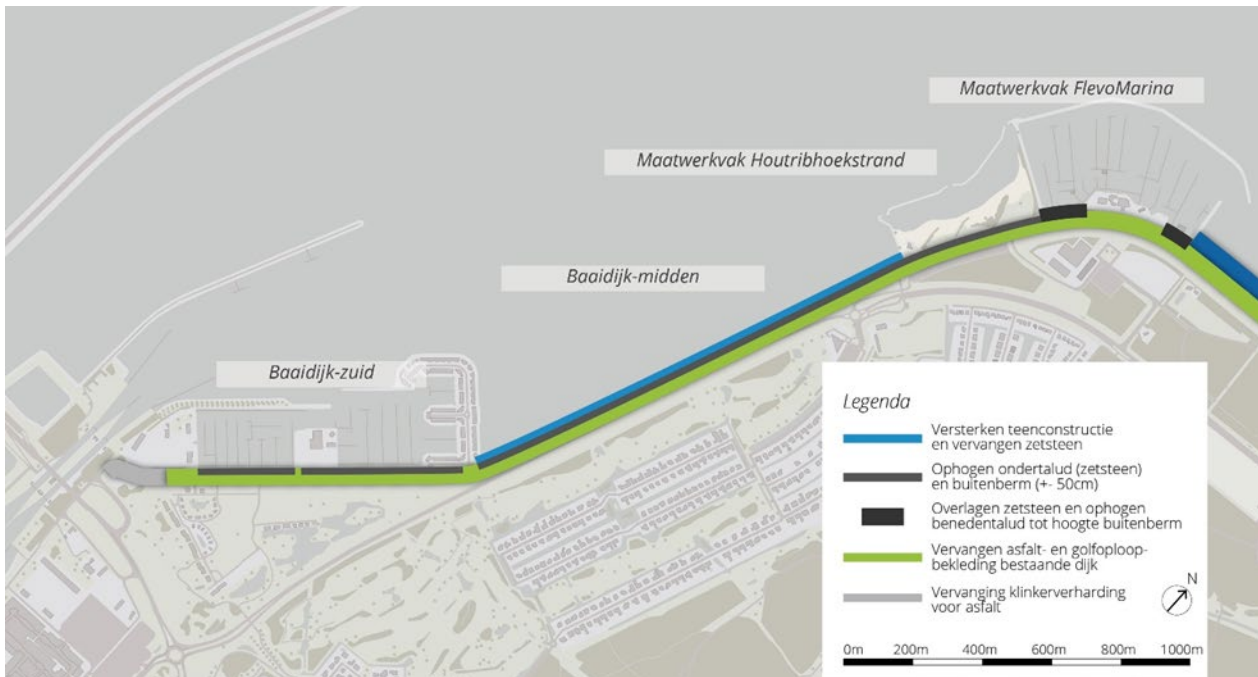 Maatwerkvak FlevoMarina
Maatwerkvak Houtribhoekstrand
Baaidijk-midden
Baaidijk-zuid
Legenda
Versterken teenconstructie
en vervangen zetsteen
Ophogen ondertalud (zetsteen)
en buitenberm (+- 50cm)
Overlagen zetsteen en ophogen
benedentalud tot hoogte buitenberm
Vervangen asfalt- en golfoploop-
bekleding bestaande dijk
Vervanging klinkerverharding
voor asfalt
N
0m 200m 400m 600m 800m 1000m